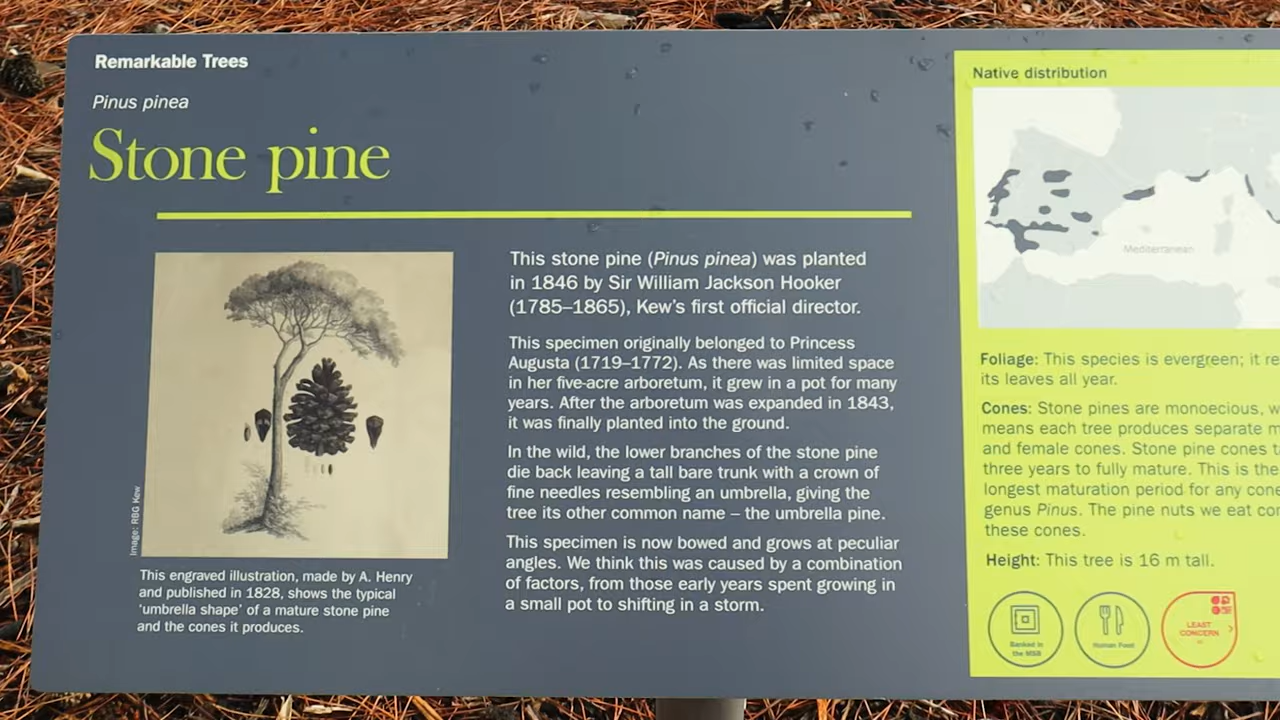 Remarkable Trees
Pinus pinea
Stone pine
This stone pine (Pinus pinea) was planted
in 1846 by Sir William Jackson Hooker
(1785–1865), Kew's first official director.
This specimen originally belonged to Princess
Augusta (1719–1772). As there was limited space
in her five-acre arboretum, it grew in a pot for many
years. After the arboretum was expanded in 1843,
it was finally planted into the ground.
In the wild, the lower branches of the stone pine
die back leaving a tall bare trunk with a crown of
fine needles resembling an umbrella, giving the
tree its other common name – the umbrella pine.
This specimen is now bowed and grows at peculiar
angles. We think this was caused by a combination
of factors, from those early years spent growing in
a small pot to shifting in a storm.
Image: RBG Kew
This engraved illustration, made by A. Henry
and published in 1828, shows the typical
'umbrella shape' of a mature stone pine
and the cones it produces.
Native distribution
Mediterranean
Foliage: This species is evergreen; it re
its leaves all year.
Cones: Stone pines are monoecious, w
means each tree produces separate m
and female cones. Stone pine cones t
three years to fully mature. This is the
longest maturation period for any cone
genus Pinus. The pine nuts we eat co
these cones.
Height: This tree is 16 m tall.
Banked in
the MSB
Human Food
LEAST
CONCERN